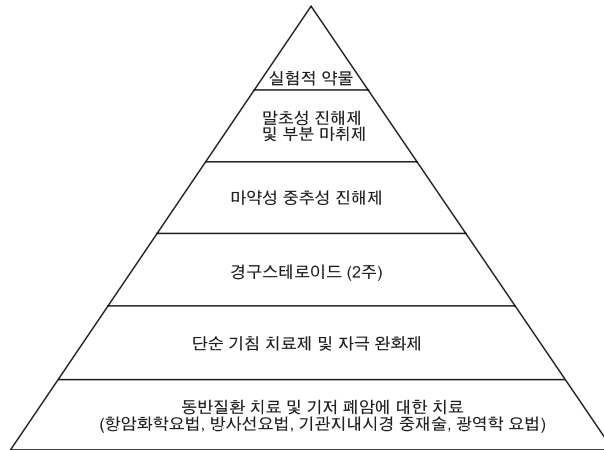 실험적 약물
말초성 진해제
및 부분 마취제
마약성 중추성 진해제
경구스테로이드 (2주)
단순 기침 치료제 및 자극 완화제
동반질환 치료 및 기저 폐암에 대한 치료
(항암화학요법, 방사선요법, 기관지내시경 중재술, 광역학 요법)